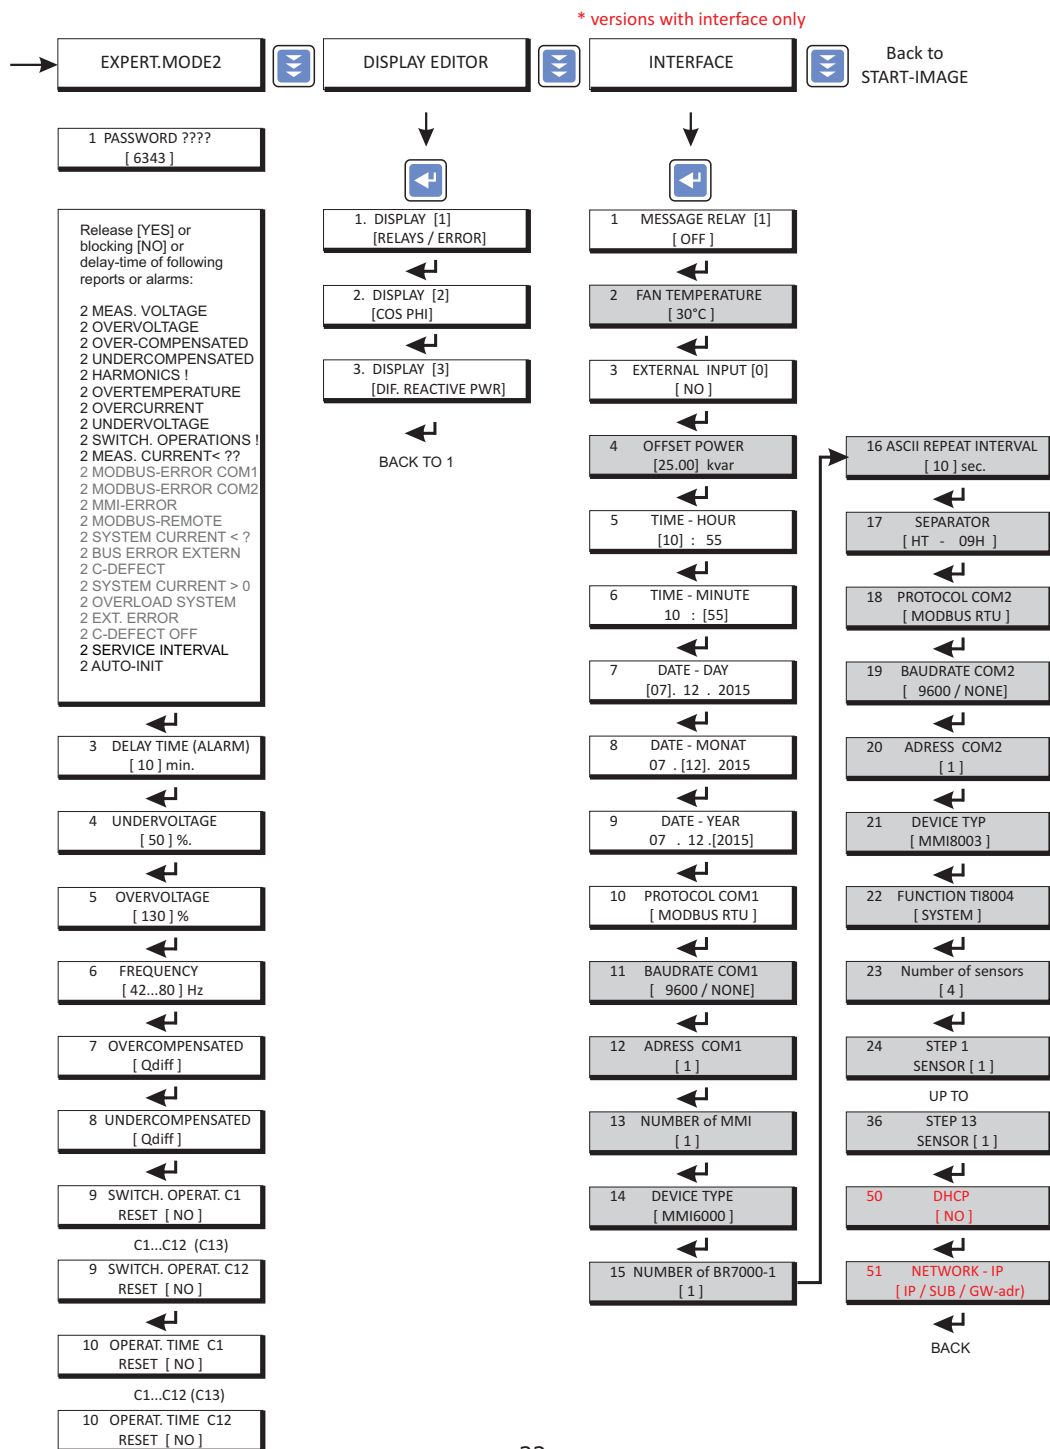 * versions with interface only
EXPERT.MODE2
DISPLAY EDITOR
INTERFACE
Back to
START-IMAGE
1 PASSWORD ????
[ 6343 ]
Release [YES] or
blocking [NO] or
delay-time of following
reports or alarms:
2 MEAS. VOLTAGE
2 OVERVOLTAGE
2 OVER-COMPENSATED
2 UNDERCOMPENSATED
2 HARMONICS !
2 OVERTEMPERATURE
2 OVERCURRENT
2 UNDERVOLTAGE
2 SWITCH. OPERATIONS !
2 MEAS. CURRENT< ??
2 MODBUS-ERROR COM1
2 MODBUS-ERROR COM2
2 MMI-ERROR
2 MODBUS-REMOTE
2 SYSTEM CURRENT < ?
2 BUS ERROR EXTERN
2 C-DEFECT
2 SYSTEM CURRENT > 0
2 OVERLOAD SYSTEM
2 EXT. ERROR
2 C-DEFECT OFF
2 SERVICE INTERVAL
2 AUTO-INIT
3 DELAY TIME (ALARM)
[ 10 ] min.
4 UNDERVOLTAGE
[ 50 ] %.
5 OVERVOLTAGE
[ 130 ] %
6 FREQUENCY
[ 42...80 ] Hz
7 OVERCOMPENSATED
[ Qdiff ]
8 UNDERCOMPENSATED
[ Qdiff ]
9 SWITCH. OPERAT. C1
RESET [ NO ]
C1...C12 (C13)
9 SWITCH. OPERAT. C12
RESET [ NO ]
10 OPERAT. TIME C1
RESET [ NO ]
C1...C12 (C13)
10 OPERAT. TIME C12
RESET [ NO ]
1. DISPLAY [1]
[RELAYS / ERROR]
2. DISPLAY [2]
[COS PHI]
3. DISPLAY [3]
[DIF. REACTIVE PWR]
BACK TO 1
1 MESSAGE RELAY [1]
[ OFF ]
2 FAN TEMPERATURE
[ 30°C ]
3 EXTERNAL INPUT [0]
[ NO ]
4 OFFSET POWER
[25.00] kvar
5 TIME - HOUR
[10] : 55
6 TIME - MINUTE
10 : [55]
7 DATE - DAY
[07]. 12 . 2015
8 DATE - MONAT
07 . [12]. 2015
9 DATE - YEAR
07 . 12 .[2015]
10 PROTOCOL COM1
[ MODBUS RTU ]
11 BAUDRATE COM1
[ 9600 / NONE]
12 ADRESS COM1
[ 1 ]
13 NUMBER of MMI
[ 1 ]
14 DEVICE TYPE
[ MMI6000 ]
15 NUMBER of BR7000-1
[ 1 ]
16 ASCII REPEAT INTERVAL
[ 10 ] sec.
17 SEPARATOR
[ HT - 09H ]
18 PROTOCOL COM2
[ MODBUS RTU ]
19 BAUDRATE COM2
[ 9600 / NONE]
20 ADRESS COM2
[ 1 ]
21 DEVICE TYP
[ MMI8003 ]
22 FUNCTION TI8004
[ SYSTEM ]
23 Number of sensors
[ 4 ]
24 STEP 1
SENSOR [ 1 ]
UP TO
36 STEP 13
SENSOR [ 1 ]
50 DHCP
[ NO ]
51 NETWORK - IP
[ IP / SUB / GW-adr)
BACK